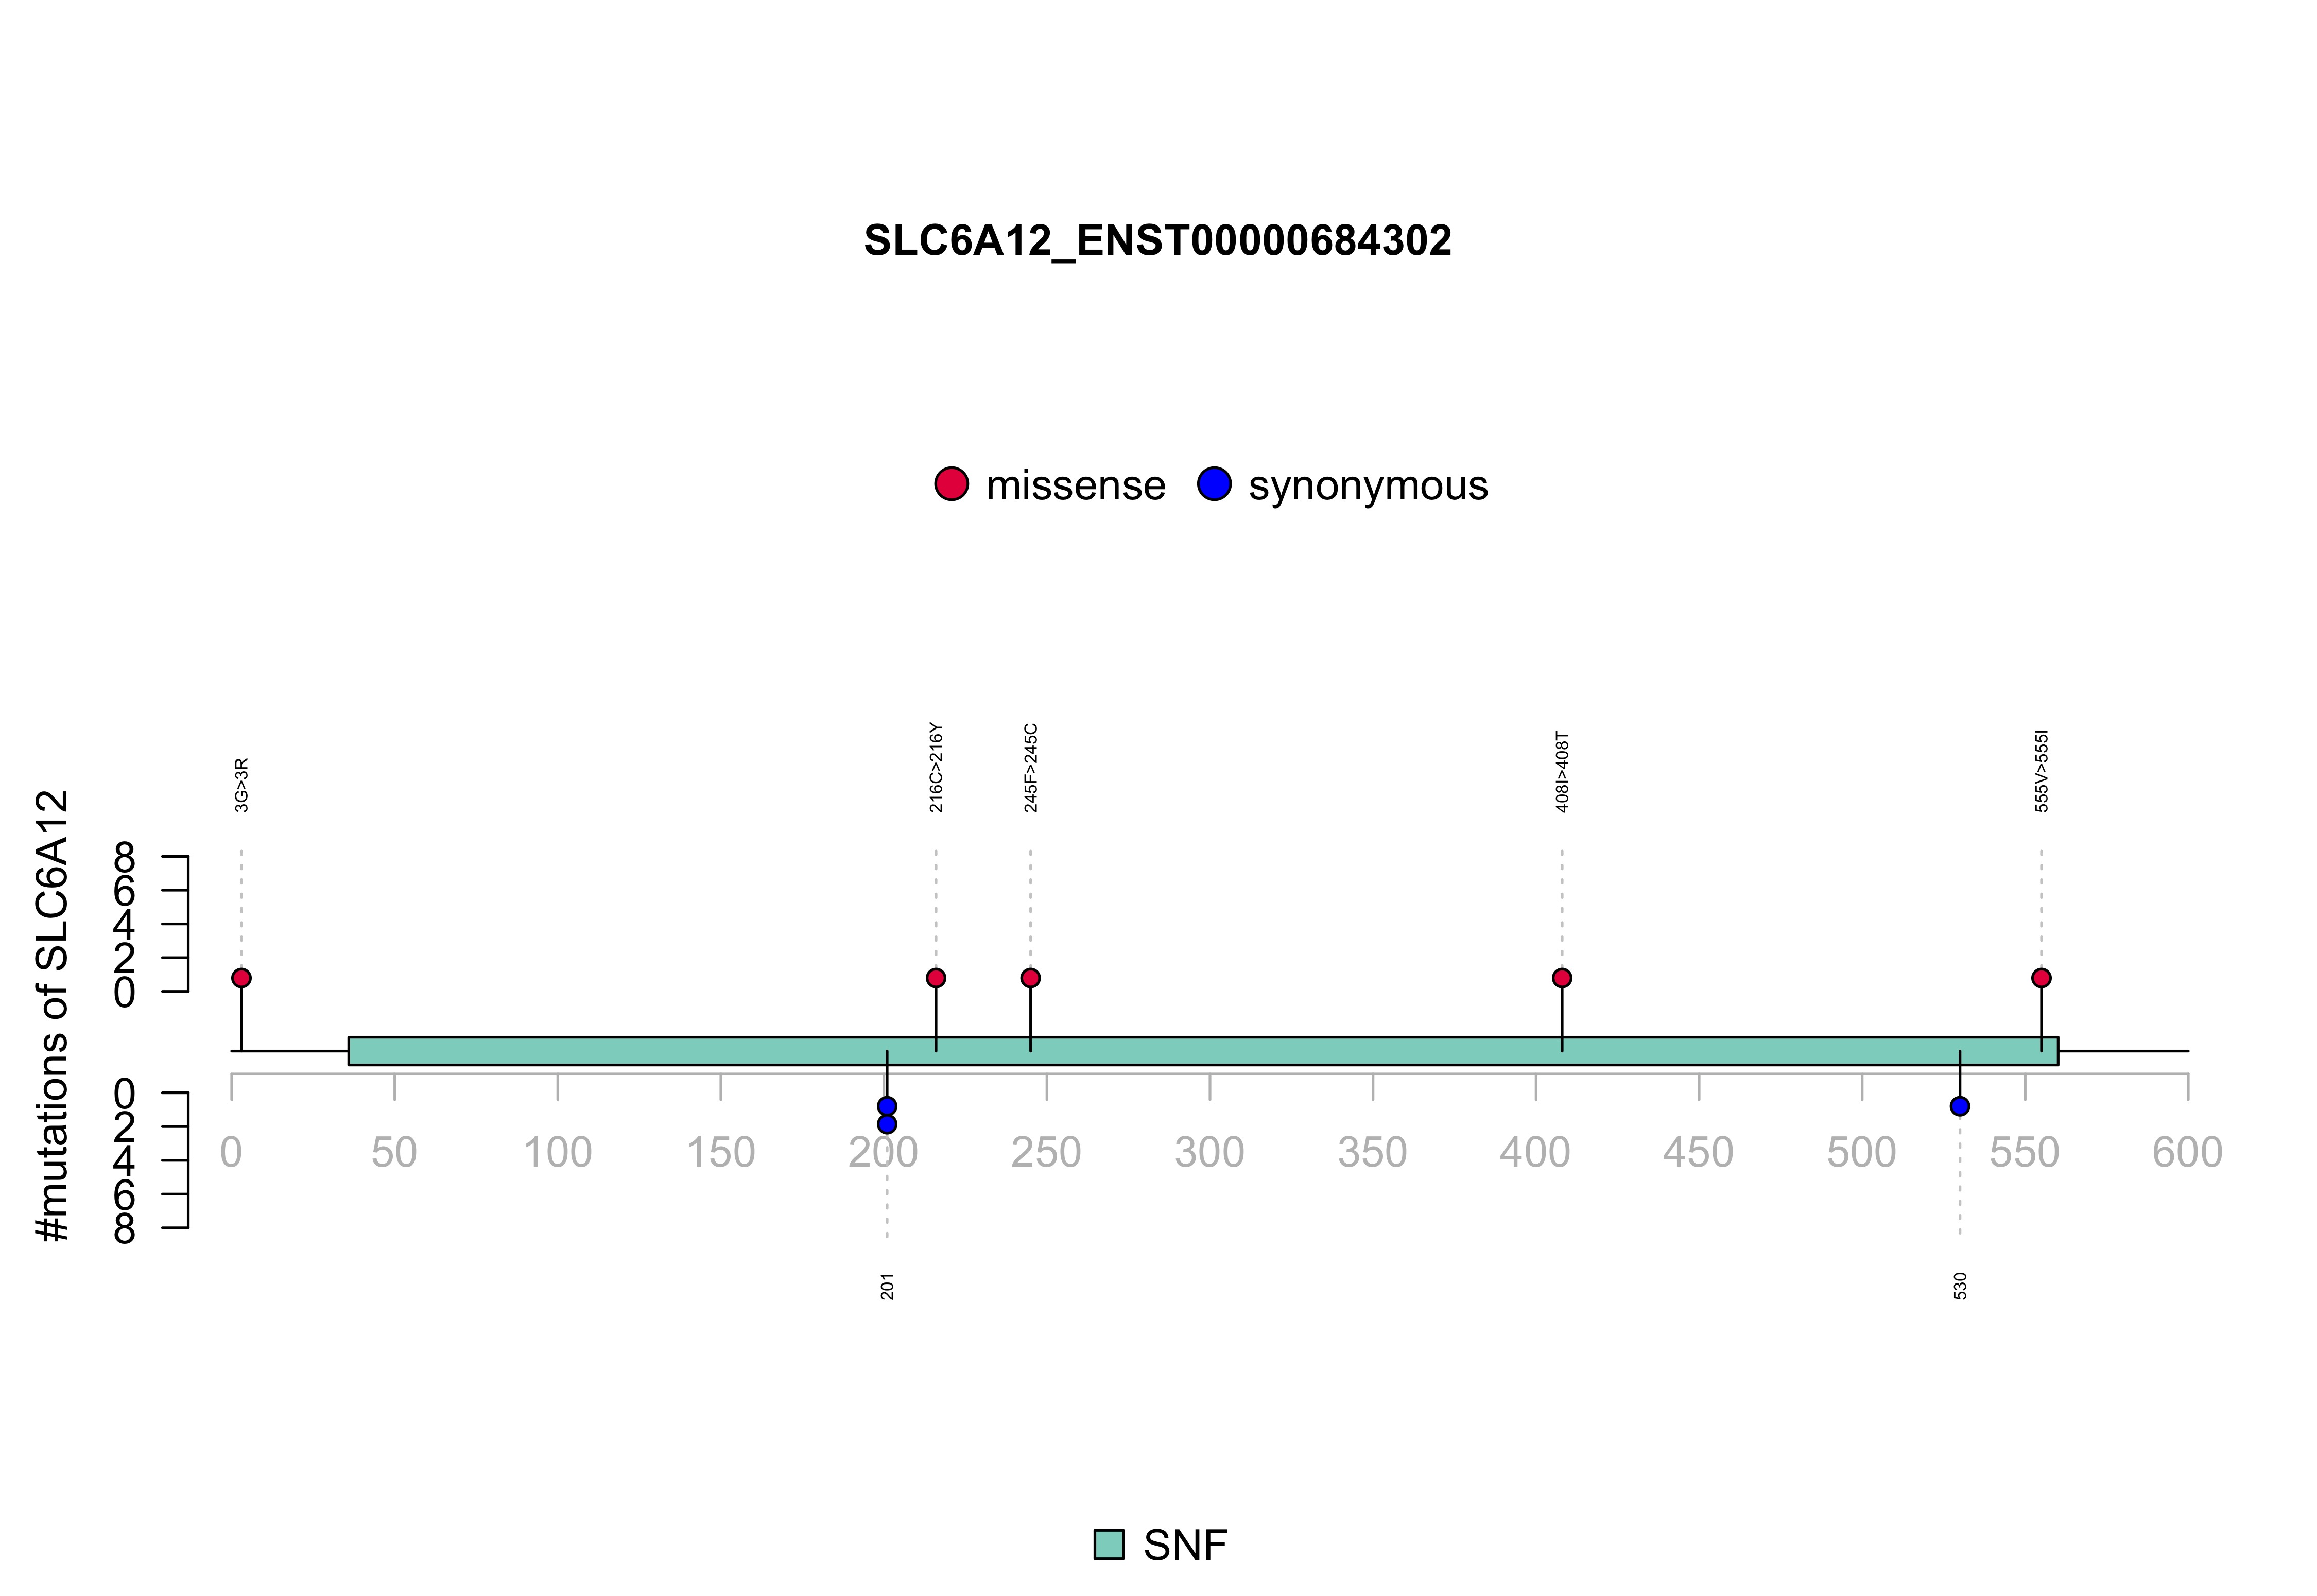 SLC6A12_ENST00000684302
missense synonymous
3G>3R
216C>216Y
245F>245C
408I>408T
555V>555I
#mutations of SLC6A12
8
6
4
2
0
0
2
4
6
8
0 50 100 150 200 250 300 350 400 450 500 550 600
201
530
SNF